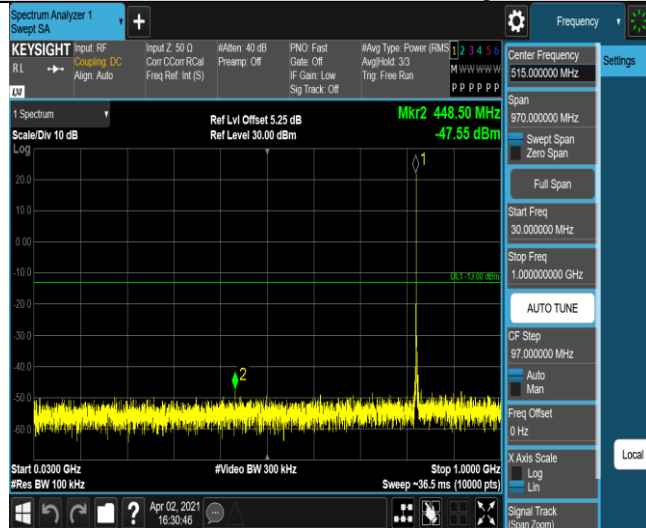 Spectrum Analyzer 1
Swept SA
Frequency
KEYSIGHT
RL
LXI
Input: RF
Coupling: DC
Align: Auto
Input Z: 50 Ω
Corr CCorr RCal
Freq Ref: Int (S)
#Atten: 40 dB
Preamp: Off
PNO: Fast
Gate: Off
IF Gain: Low
Sig Track: Off
#Avg Type: Power (RMS
Avg|Hold: 3/3
Trig: Free Run
1 2 3 4 5 6
M W W W W W
P P P P P P
1 Spectrum
Scale/Div 10 dB
Ref Lvl Offset 5.25 dB
Ref Level 30.00 dBm
Mkr2 448.50 MHz
-47.55 dBm
Log
1
20.0
10.0
0.00
-10.0
DL1 -13.00 dBm
-20.0
-30.0
-40.0
2
-50.0
-60.0
Start 0.0300 GHz
#Video BW 300 kHz
Stop 1.0000 GHz
#Res BW 100 kHz
Sweep ~36.5 ms (10000 pts)
?
Apr 02, 2021
16:30:46
Center Frequency
515.000000 MHz
Settings
Span
970.000000 MHz
Swept Span
Zero Span
Full Span
Start Freq
30.000000 MHz
Stop Freq
1.000000000 GHz
AUTO TUNE
CF Step
97.000000 MHz
Auto
Man
Freq Offset
0 Hz
X Axis Scale
Log
Lin
Local
Signal Track
(Span Zoom)